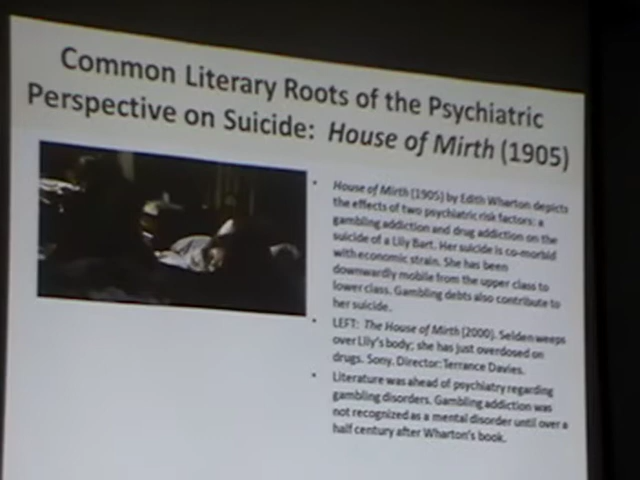 Common Literary Roots of the Psychiatric
Perspective on Suicide: House of Mirth (1905)
• House of Mirth (1905) by Edith Wharton depicts
the effects of two psychiatric risk factors: a
gambling addiction and drug addiction on the
suicide of a Lily Bart. Her suicide is co-morbid
with economic strain. She has been
downwardly mobile from the upper class to
lower class. Gambling debts also contribute to
her suicide.
• LEFT: The House of Mirth (2000). Selden weeps
over Lily's body; she has just overdosed on
drugs. Sony. Director: Terrance Davies.
• Literature was ahead of psychiatry regarding
gambling disorders. Gambling addiction was
not recognized as a mental disorder until over a
half century after Wharton's book.